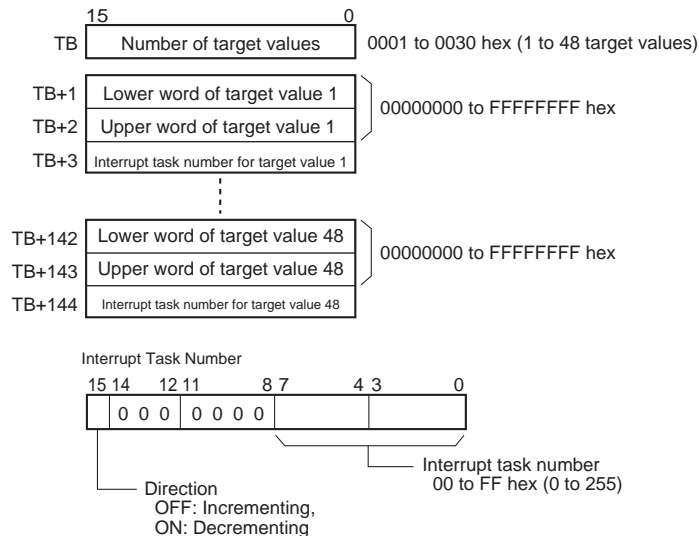 15 0
TB Number of target values 0001 to 0030 hex (1 to 48 target values)
TB+1 Lower word of target value 1
00000000 to FFFFFFFF hex
TB+2 Upper word of target value 1
TB+3 Interrupt task number for target value 1
TB+142 Lower word of target value 48
00000000 to FFFFFFFF hex
TB+143 Upper word of target value 48
TB+144 Interrupt task number for target value 48
Interrupt Task Number
15 14 12 11 8 7 4 3 0
0 0 0 0 0 0 0
Interrupt task number
00 to FF hex (0 to 255)
Direction
OFF: Incrementing,
ON: Decrementing